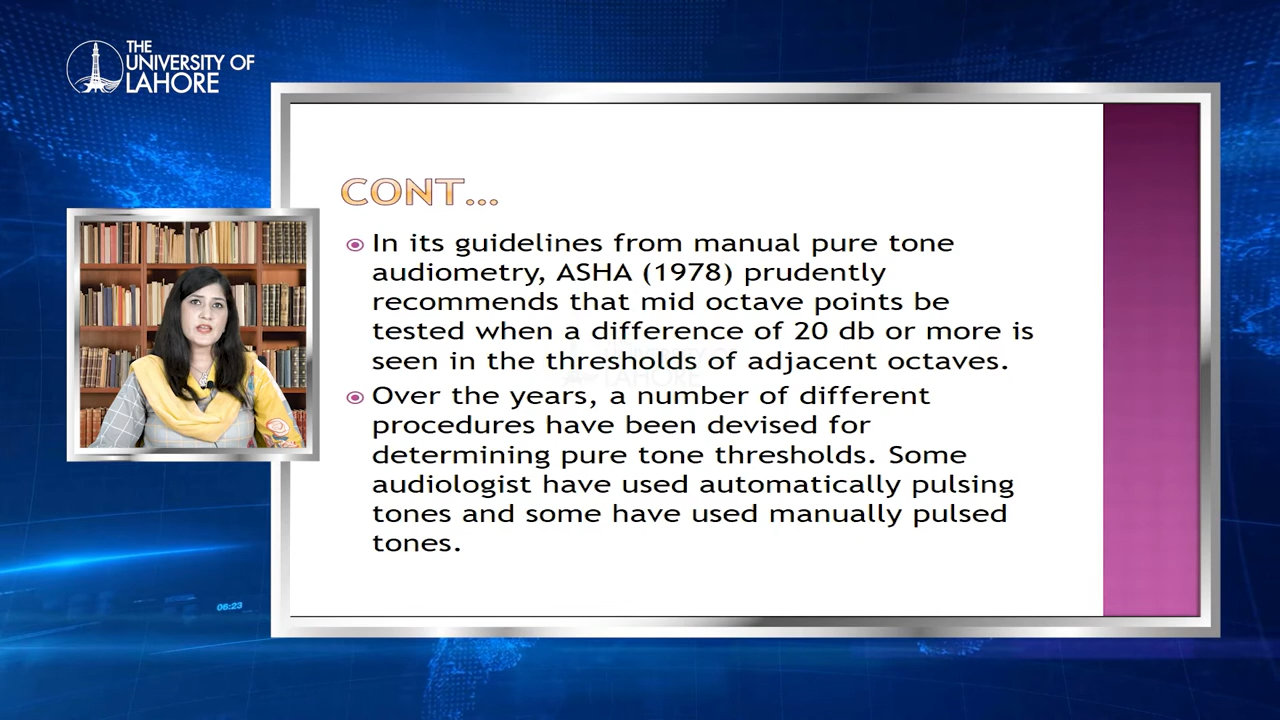 THE
UNIVERSITY OF
LAHORE
CONT...
In its guidelines from manual pure tone
audiometry, ASHA (1978) prudently
recommends that mid octave points be
tested when a difference of 20 db or more is
seen in the thresholds of adjacent octaves.
Over the years, a number of different
procedures have been devised for
determining pure tone thresholds. Some
audiologist have used automatically pulsing
tones and some have used manually pulsed
tones.
06:23